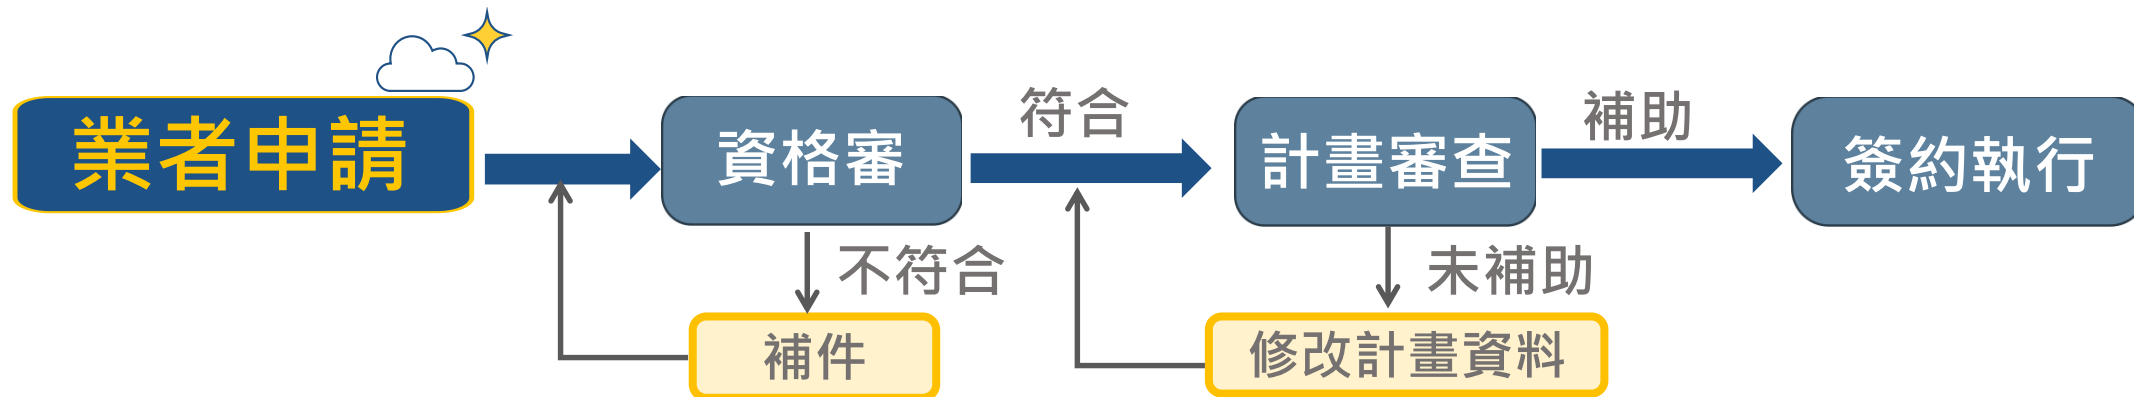 業者申請
資格審
符合
計畫審查
補助
簽約執行
不符合
補件
未補助
修改計畫資料